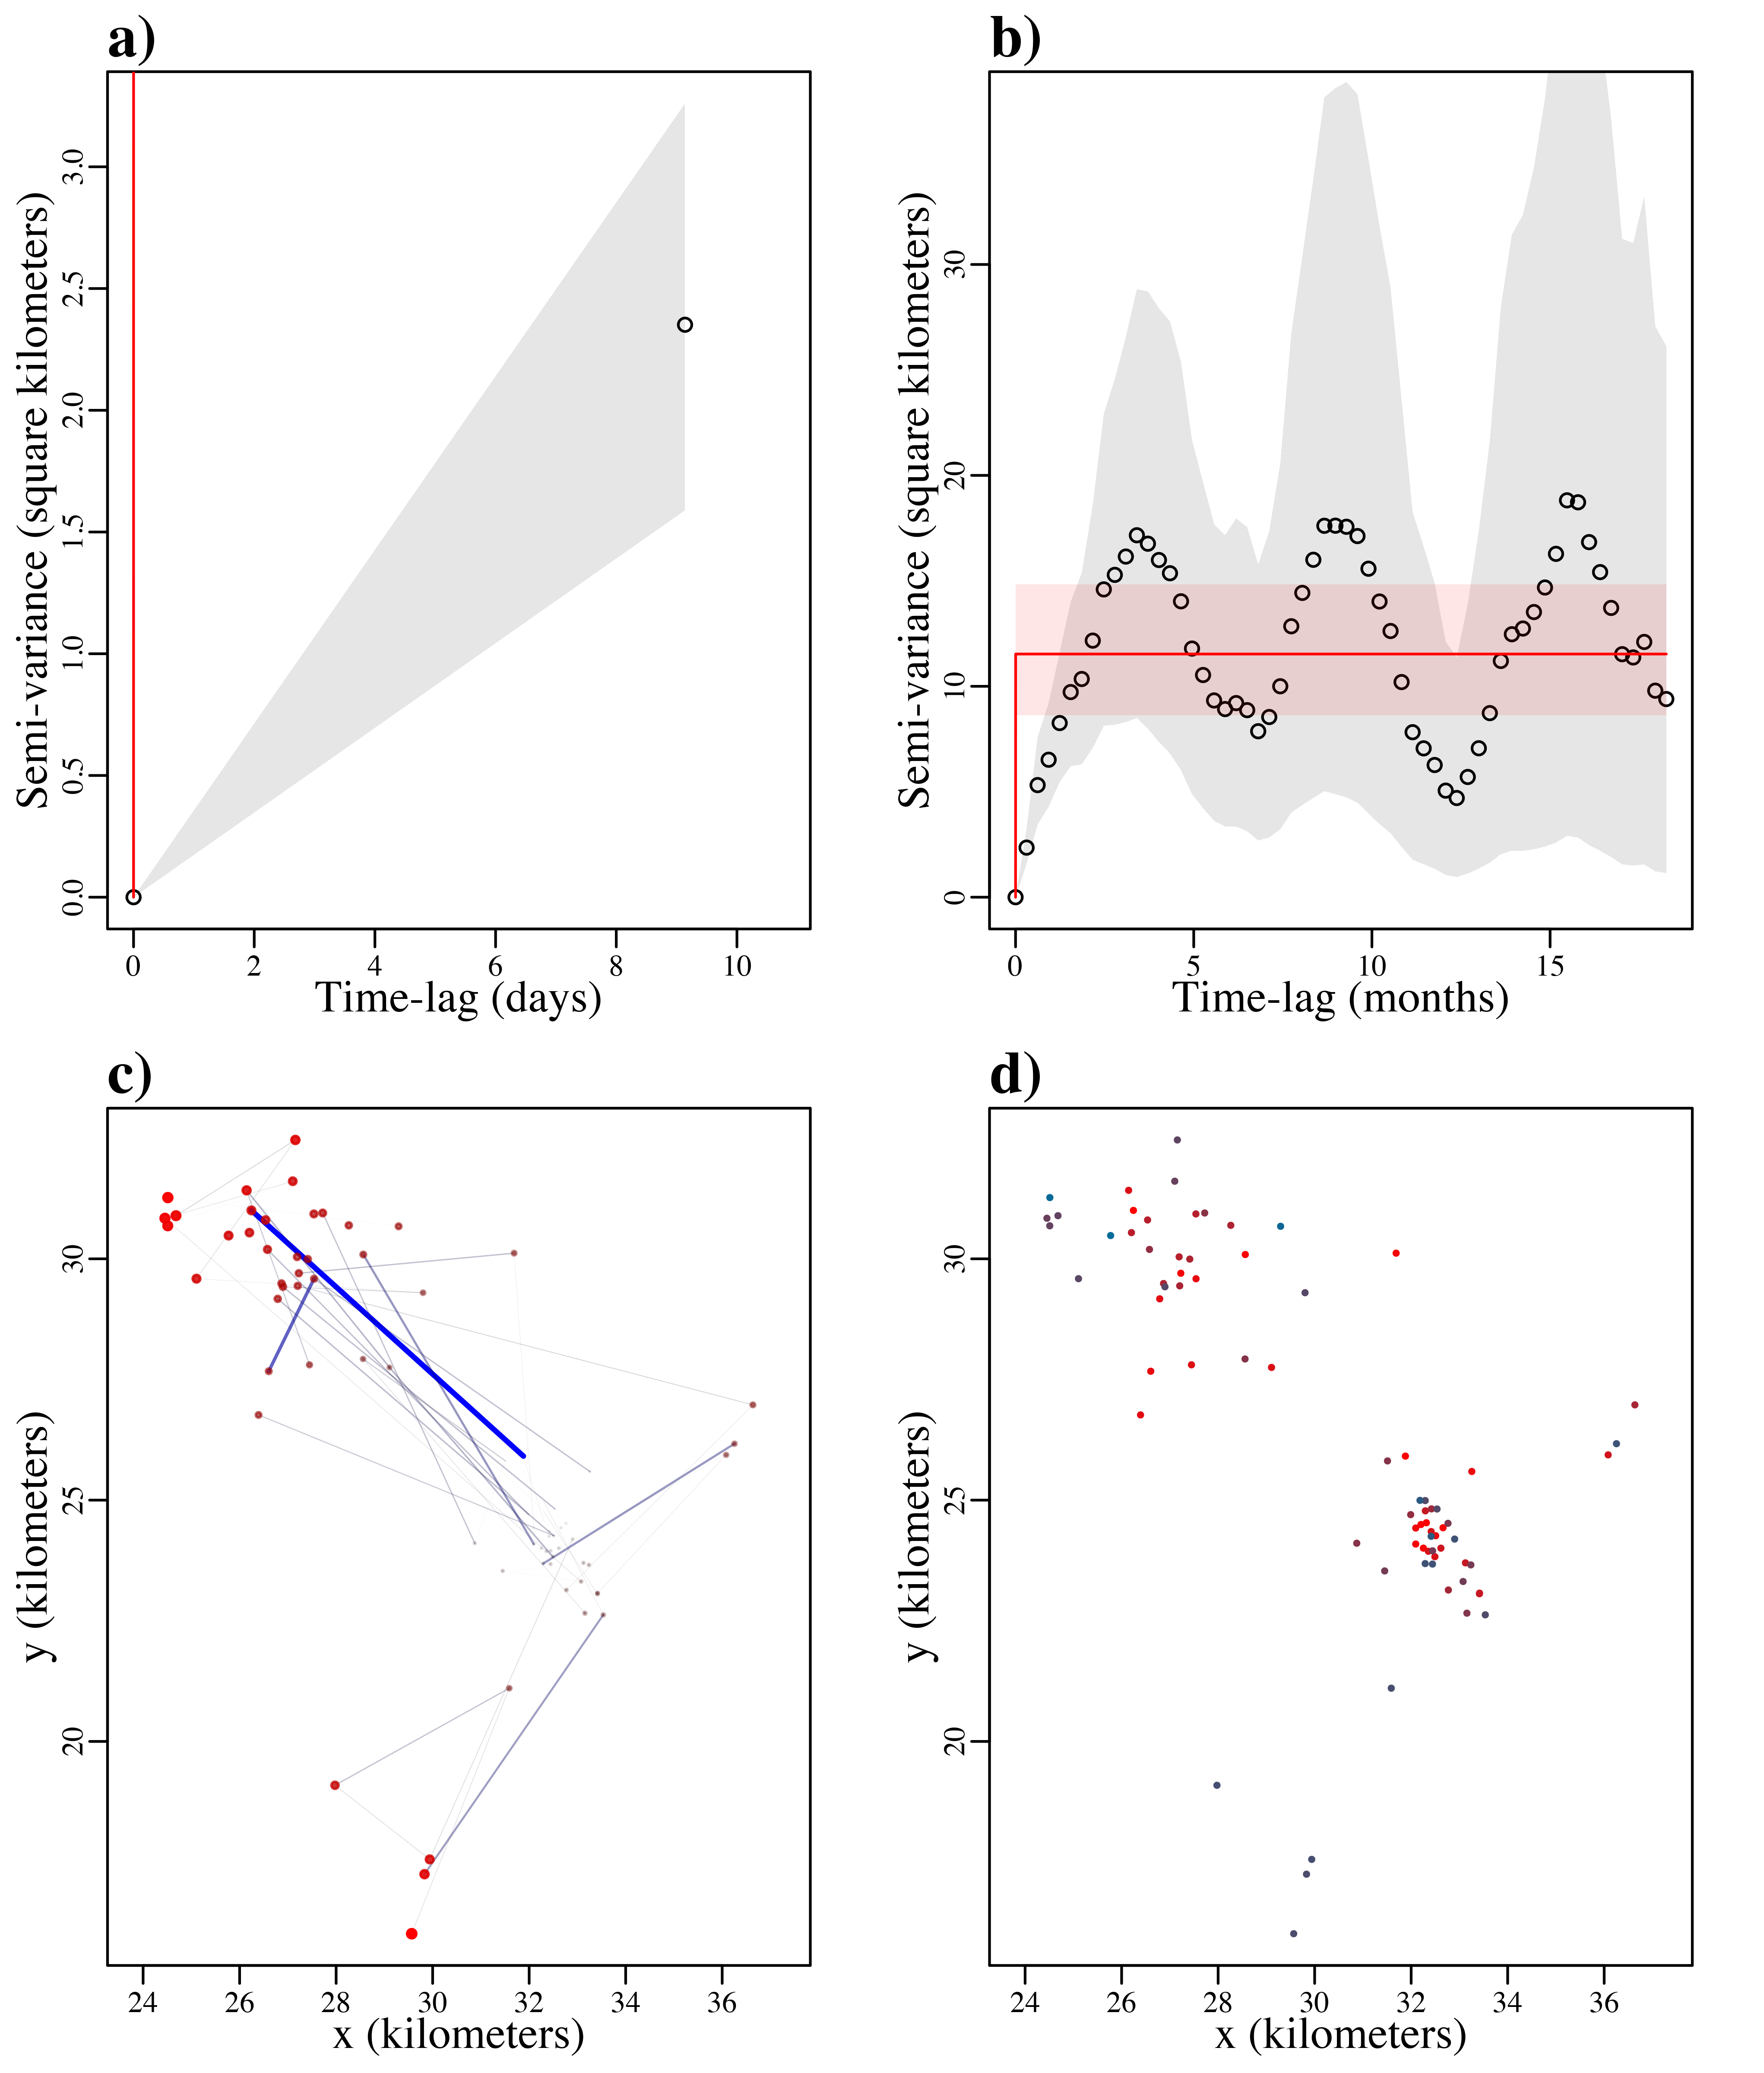 a)
Semi-variance (square kilometers)
0.0 0.5 1.0 1.5 2.0 2.5 3.0
0 2 4 6 8 10
Time-lag (days)
b)
Semi-variance (square kilometers)
0 10 20 30
0 5 10 15
Time-lag (months)
c)
y (kilometers)
20 25 30
24 26 28 30 32 34 36
x (kilometers)
d)
y (kilometers)
20 25 30
24 26 28 30 32 34 36
x (kilometers)